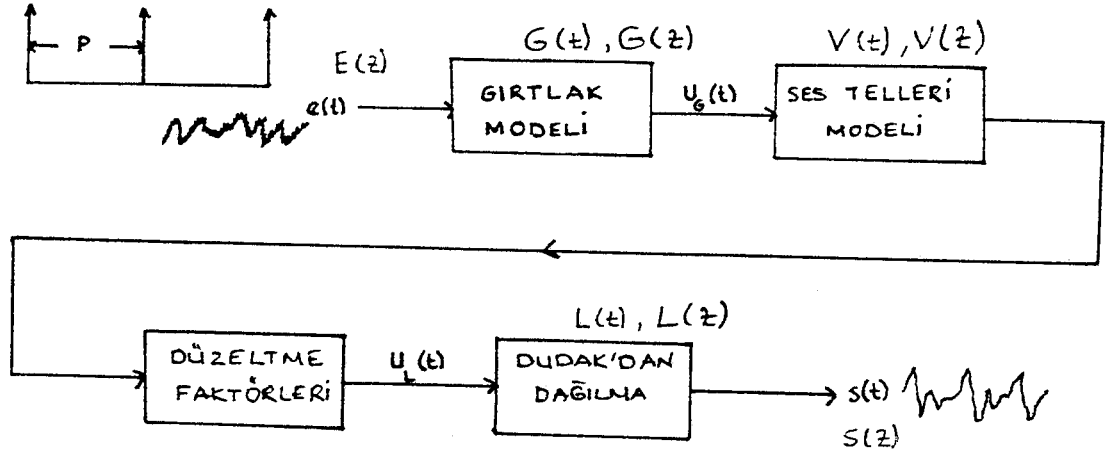 P
E(z)
e(t)
G(t), G(z)
GIRTLAK
MODELİ
U_G(t)
V(t), V(z)
SES TELLERİ
MODELİ
DÜZELTME
FAKTÖRLERİ
U_L(t)
L(t), L(z)
DUDAK'DAN
DAĞILMA
s(t)
S(z)